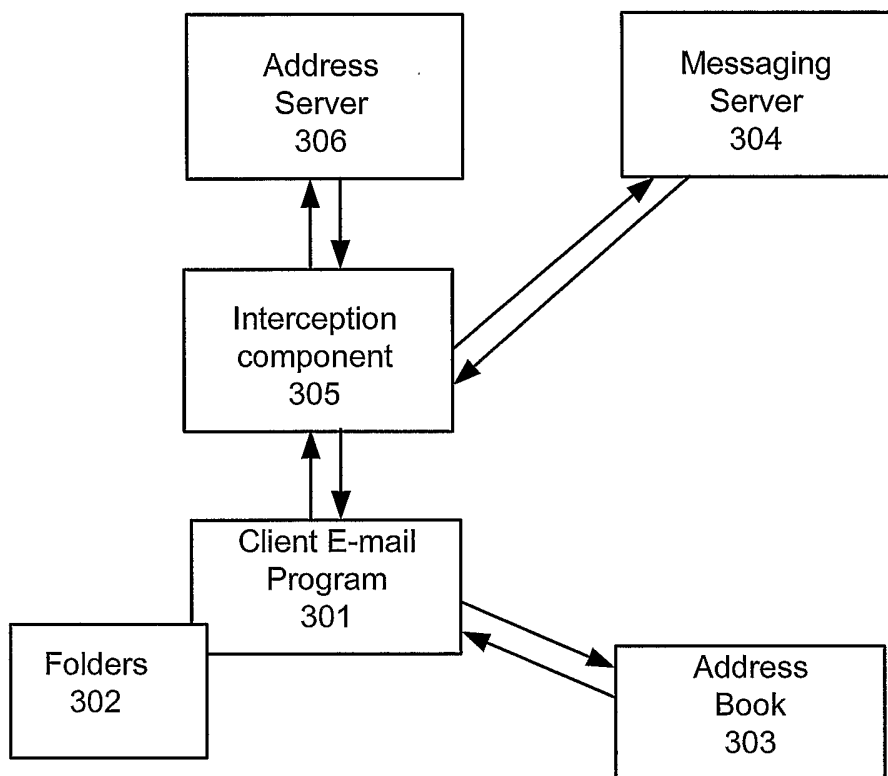 Address
Server
306
Messaging
Server
304
Interception
component
305
Client E-mail
Program
301
Folders
302
Address
Book
303